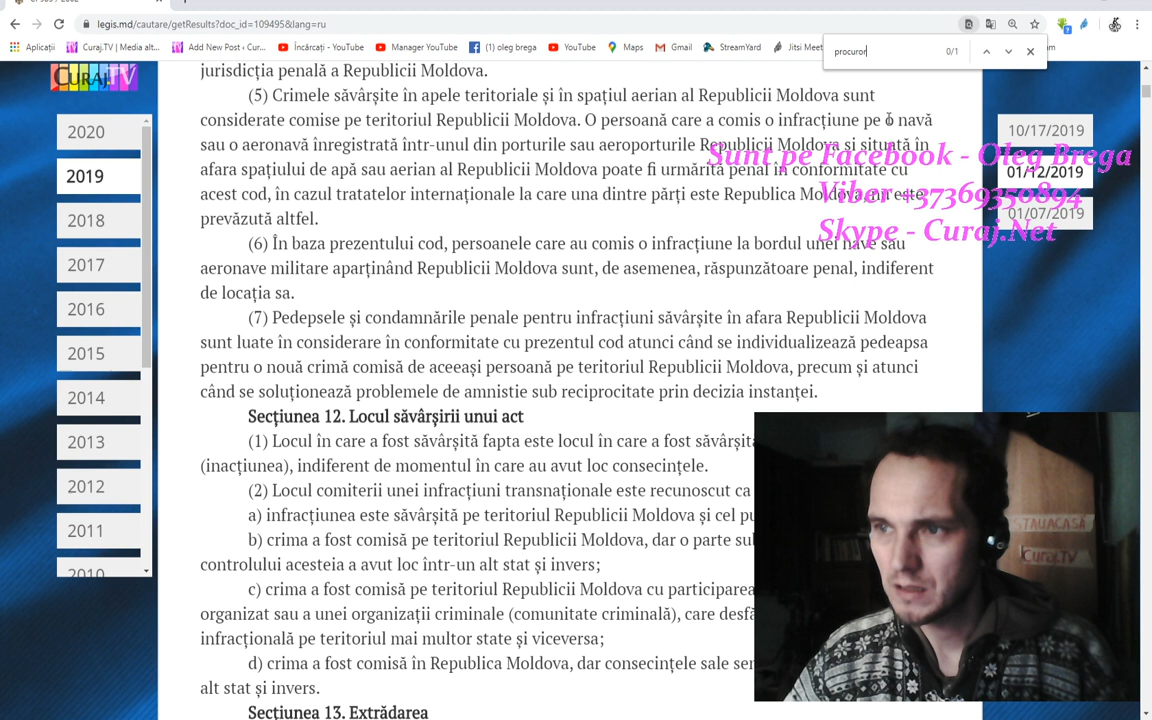 legis.md/cautare/getResults?doc_id=109495&lang=ru
Aplicații
Curaj.TV | Media alt...
Add New Post ‹ Cura...
Încărcați - YouTube
Manager YouTube
(1) oleg brega
YouTube
Maps
Gmail
StreamYard
Jitsi Meet
procuror
0/1
CURAJ.TV
2020
2019
2018
2017
2016
2015
2014
2013
2012
2011
2010
10/17/2019
01/12/2019
01/07/2019
Sunt pe Facebook - Oleg Brega
Viber +37369350894
Skype - Curaj.Net
jurisdicția penală a Republicii Moldova.
(5) Crimele săvârșite în apele teritoriale și în spațiul aerian al Republicii Moldova sunt
considerate comise pe teritoriul Republicii Moldova. O persoană care a comis o infracțiune pe o navă
sau o aeronavă înregistrată într-unul din porturile sau aeroporturile Republicii Moldova și situată în
afara spațiului de apă sau aerian al Republicii Moldova poate fi urmărită penal în conformitate cu
acest cod, în cazul tratatelor internaționale la care una dintre părți este Republica Moldova, nu este
prevăzută altfel.
(6) În baza prezentului cod, persoanele care au comis o infracțiune la bordul unei nave sau
aeronave militare aparținând Republicii Moldova sunt, de asemenea, răspunzătoare penal, indiferent
de locația sa.
(7) Pedepsele și condamnările penale pentru infracțiuni săvârșite în afara Republicii Moldova
sunt luate în considerare în conformitate cu prezentul cod atunci când se individualizează pedeapsa
pentru o nouă crimă comisă de aceeași persoană pe teritoriul Republicii Moldova, precum și atunci
când se soluționează problemele de amnistie sub reciprocitate prin decizia instanței.
Secțiunea 12. Locul săvârșirii unui act
(1) Locul în care a fost săvârșită fapta este locul în care a fost săvârșită
(inacțiunea), indiferent de momentul în care au avut loc consecințele.
(2) Locul comiterii unei infracțiuni transnaționale este recunoscut ca
a) infracțiunea este săvârșită pe teritoriul Republicii Moldova și cel pu
b) crima a fost comisă pe teritoriul Republicii Moldova, dar o parte sub
controlului acesteia a avut loc într-un alt stat și invers;
c) crima a fost comisă pe teritoriul Republicii Moldova cu participarea
organizat sau a unei organizații criminale (comunitate criminală), care desfă
infracțională pe teritoriul mai multor state și viceversa;
d) crima a fost comisă în Republica Moldova, dar consecințele sale sem
alt stat și invers.
Secțiunea 13. Extrădarea
STAUACASĂ
Curaj.TV